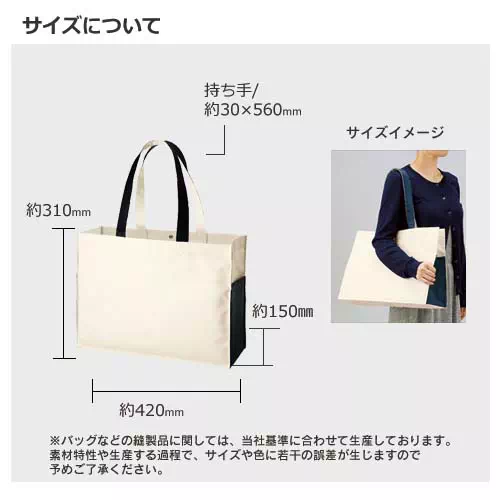 サイズについて
持ち手/
約30×560mm
サイズイメージ
約310mm
約150㎜
約420mm
※バッグなどの縫製品に関しては、当社基準に合わせて生産しております。
素材特性や生産する過程で、サイズや色に若干の誤差が生じますので
予めご了承ください。